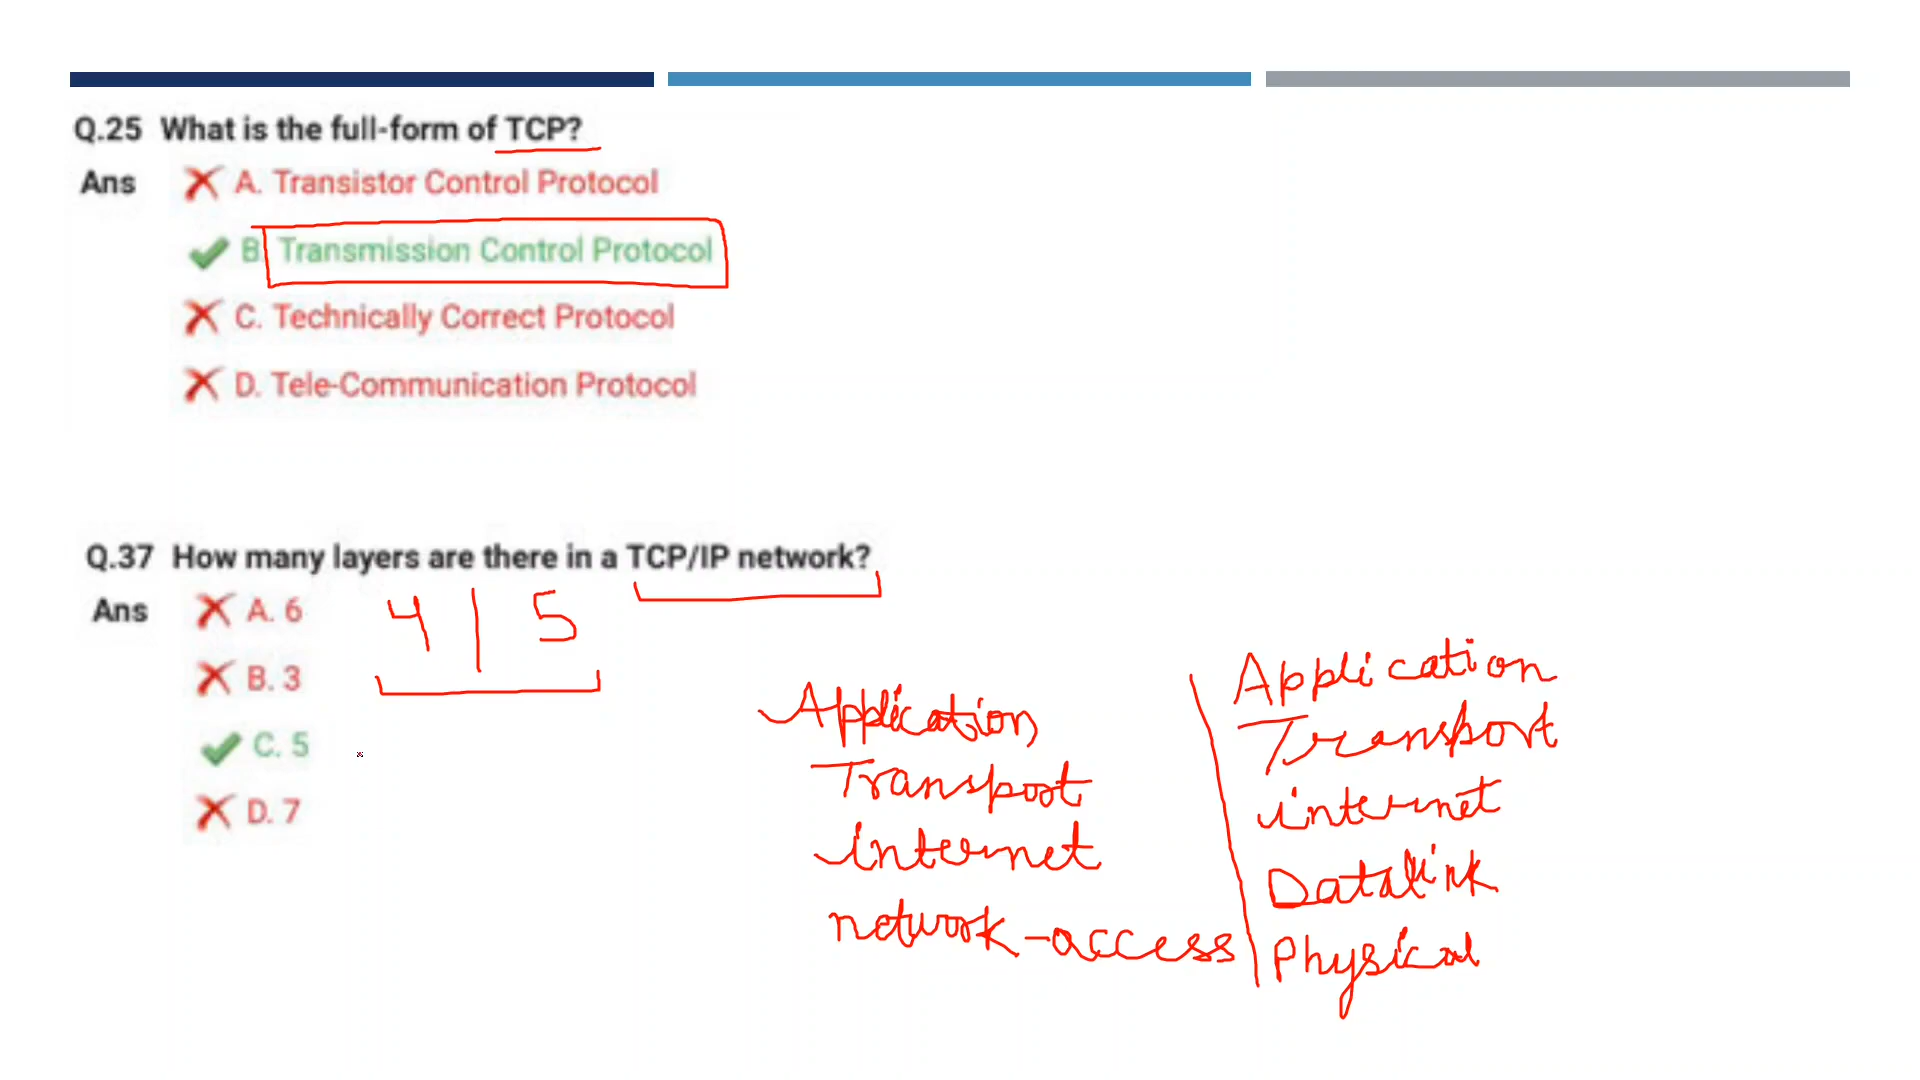 Q.25 What is the full-form of TCP?
Ans A. Transistor Control Protocol
B. Transmission Control Protocol
C. Technically Correct Protocol
D. Tele-Communication Protocol
Q.37 How many layers are there in a TCP/IP network?
Ans A. 6
B. 3
C. 5
D. 7
4 | 5
Application
Transport
internet
network-access
Application
Transport
internet
Datalink
Physical